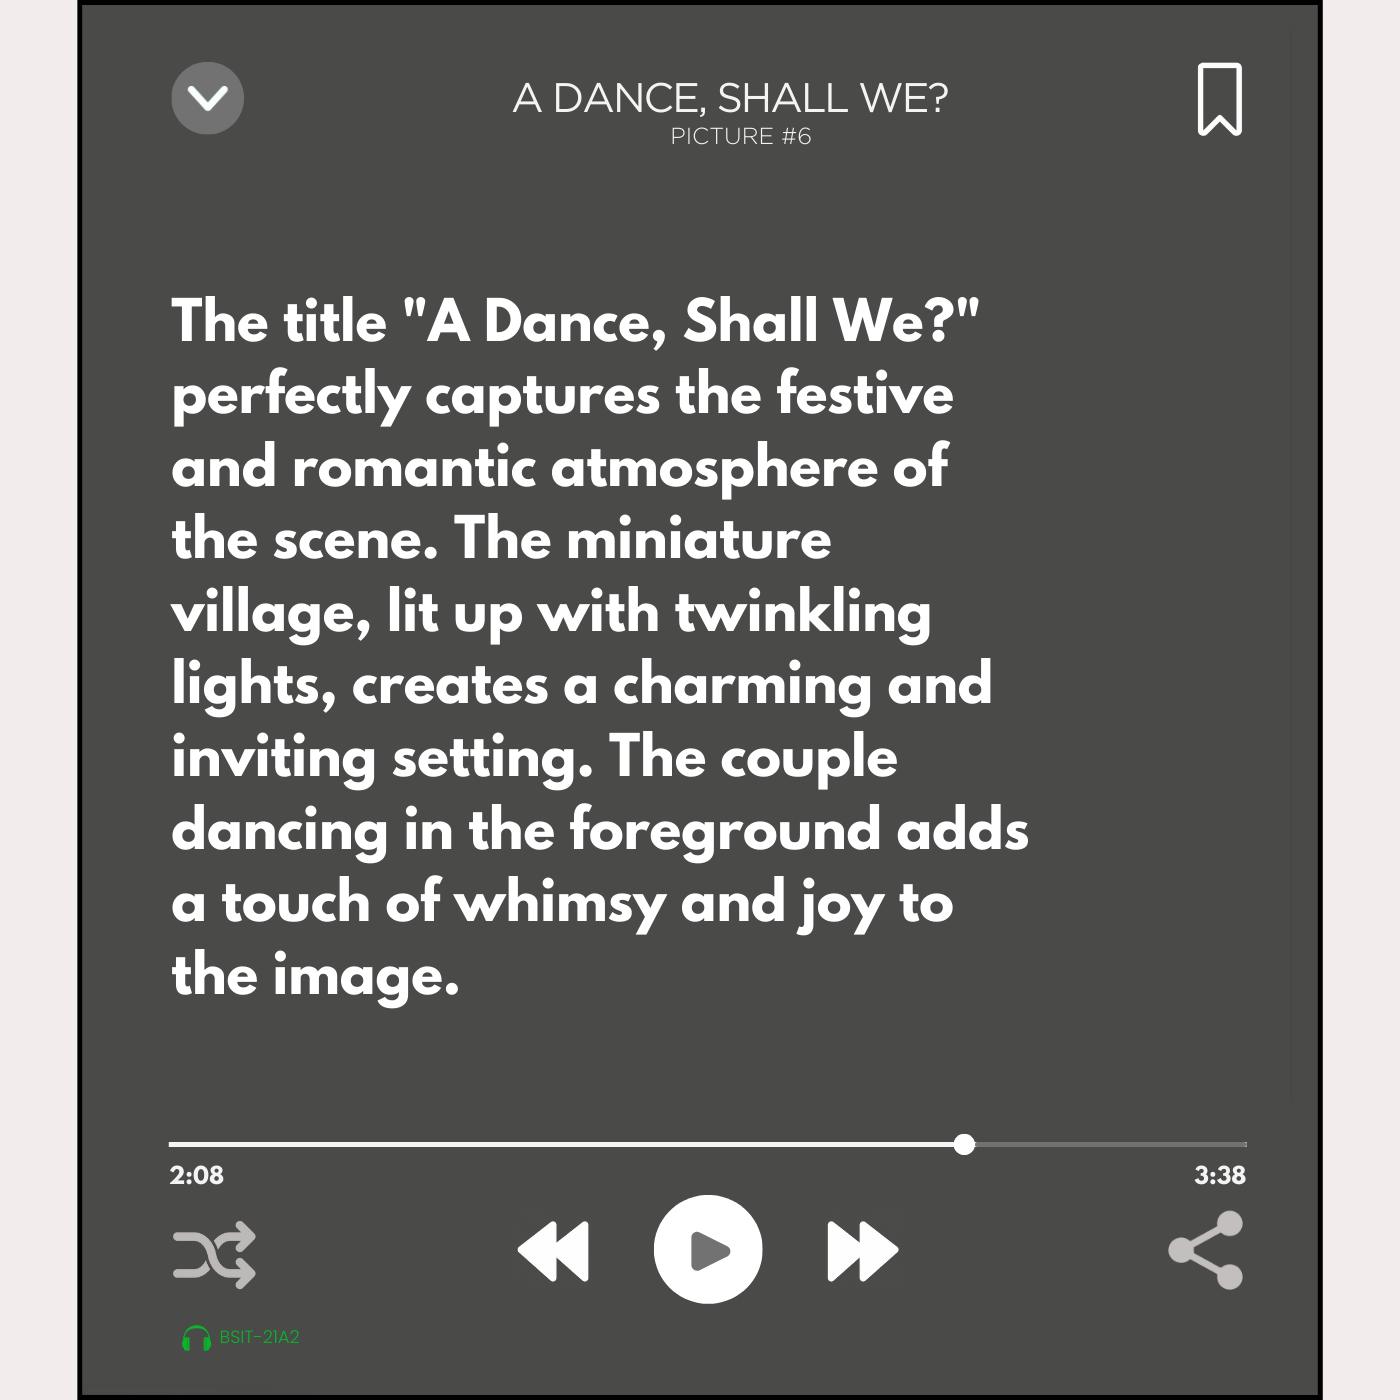 A DANCE, SHALL WE?
PICTURE #6
The title "A Dance, Shall We?"
perfectly captures the festive
and romantic atmosphere of
the scene. The miniature
village, lit up with twinkling
lights, creates a charming and
inviting setting. The couple
dancing in the foreground adds
a touch of whimsy and joy to
the image.
2:08
3:38
BSIT-21A2